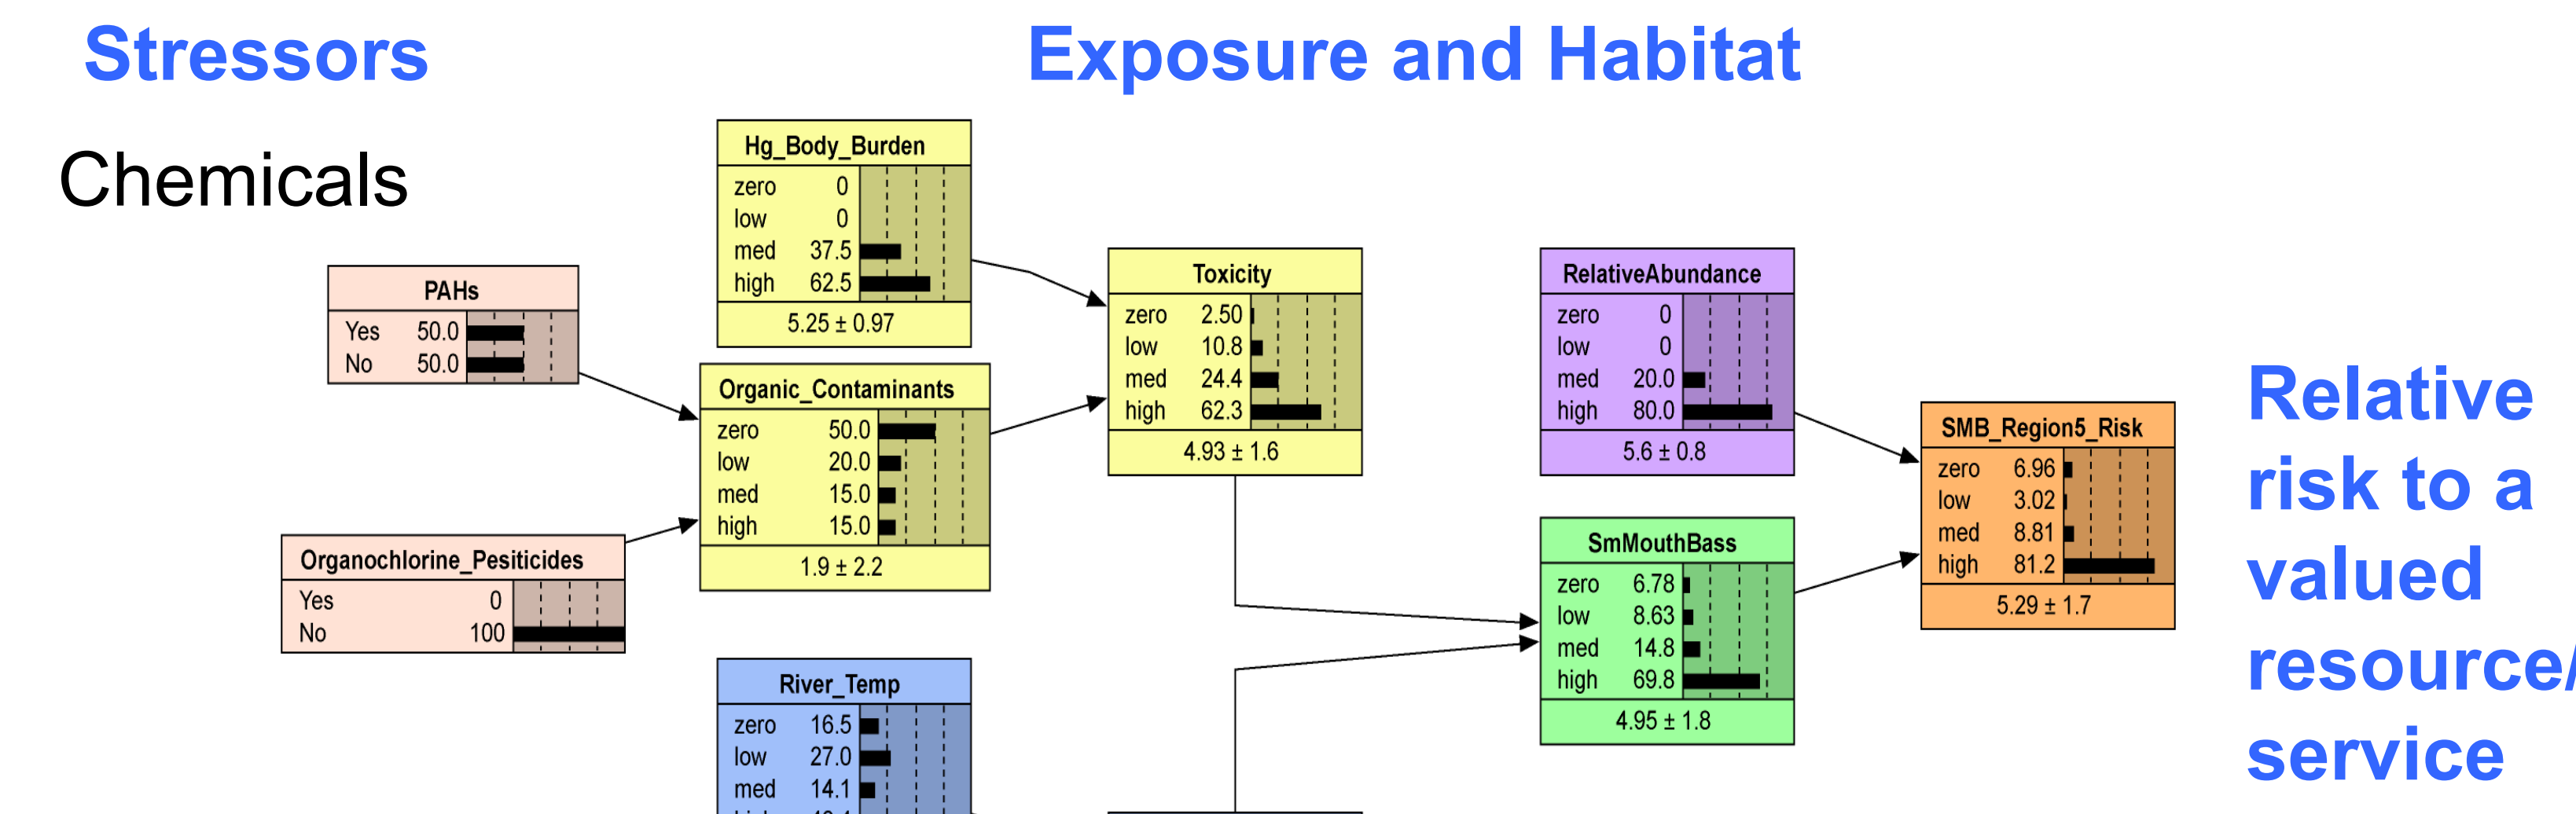 Stressors
Exposure and Habitat
Chemicals
Hg_Body_Burden
zero 0
low 0
med 37.5
high 62.5
5.25 ± 0.97
PAHs
Yes 50.0
No 50.0
Toxicity
zero 2.50
low 10.8
med 24.4
high 62.3
4.93 ± 1.6
RelativeAbundance
zero 0
low 0
med 20.0
high 80.0
5.6 ± 0.8
Organic_Contaminants
zero 50.0
low 20.0
med 15.0
high 15.0
1.9 ± 2.2
SMB_Region5_Risk
zero 6.96
low 3.02
med 8.81
high 81.2
5.29 ± 1.7
Relative
risk to a
valued
resource/
service
Organochlorine_Pesiticides
Yes 0
No 100
SmMouthBass
zero 6.78
low 8.63
med 14.8
high 69.8
4.95 ± 1.8
River_Temp
zero 16.5
low 27.0
med 14.1